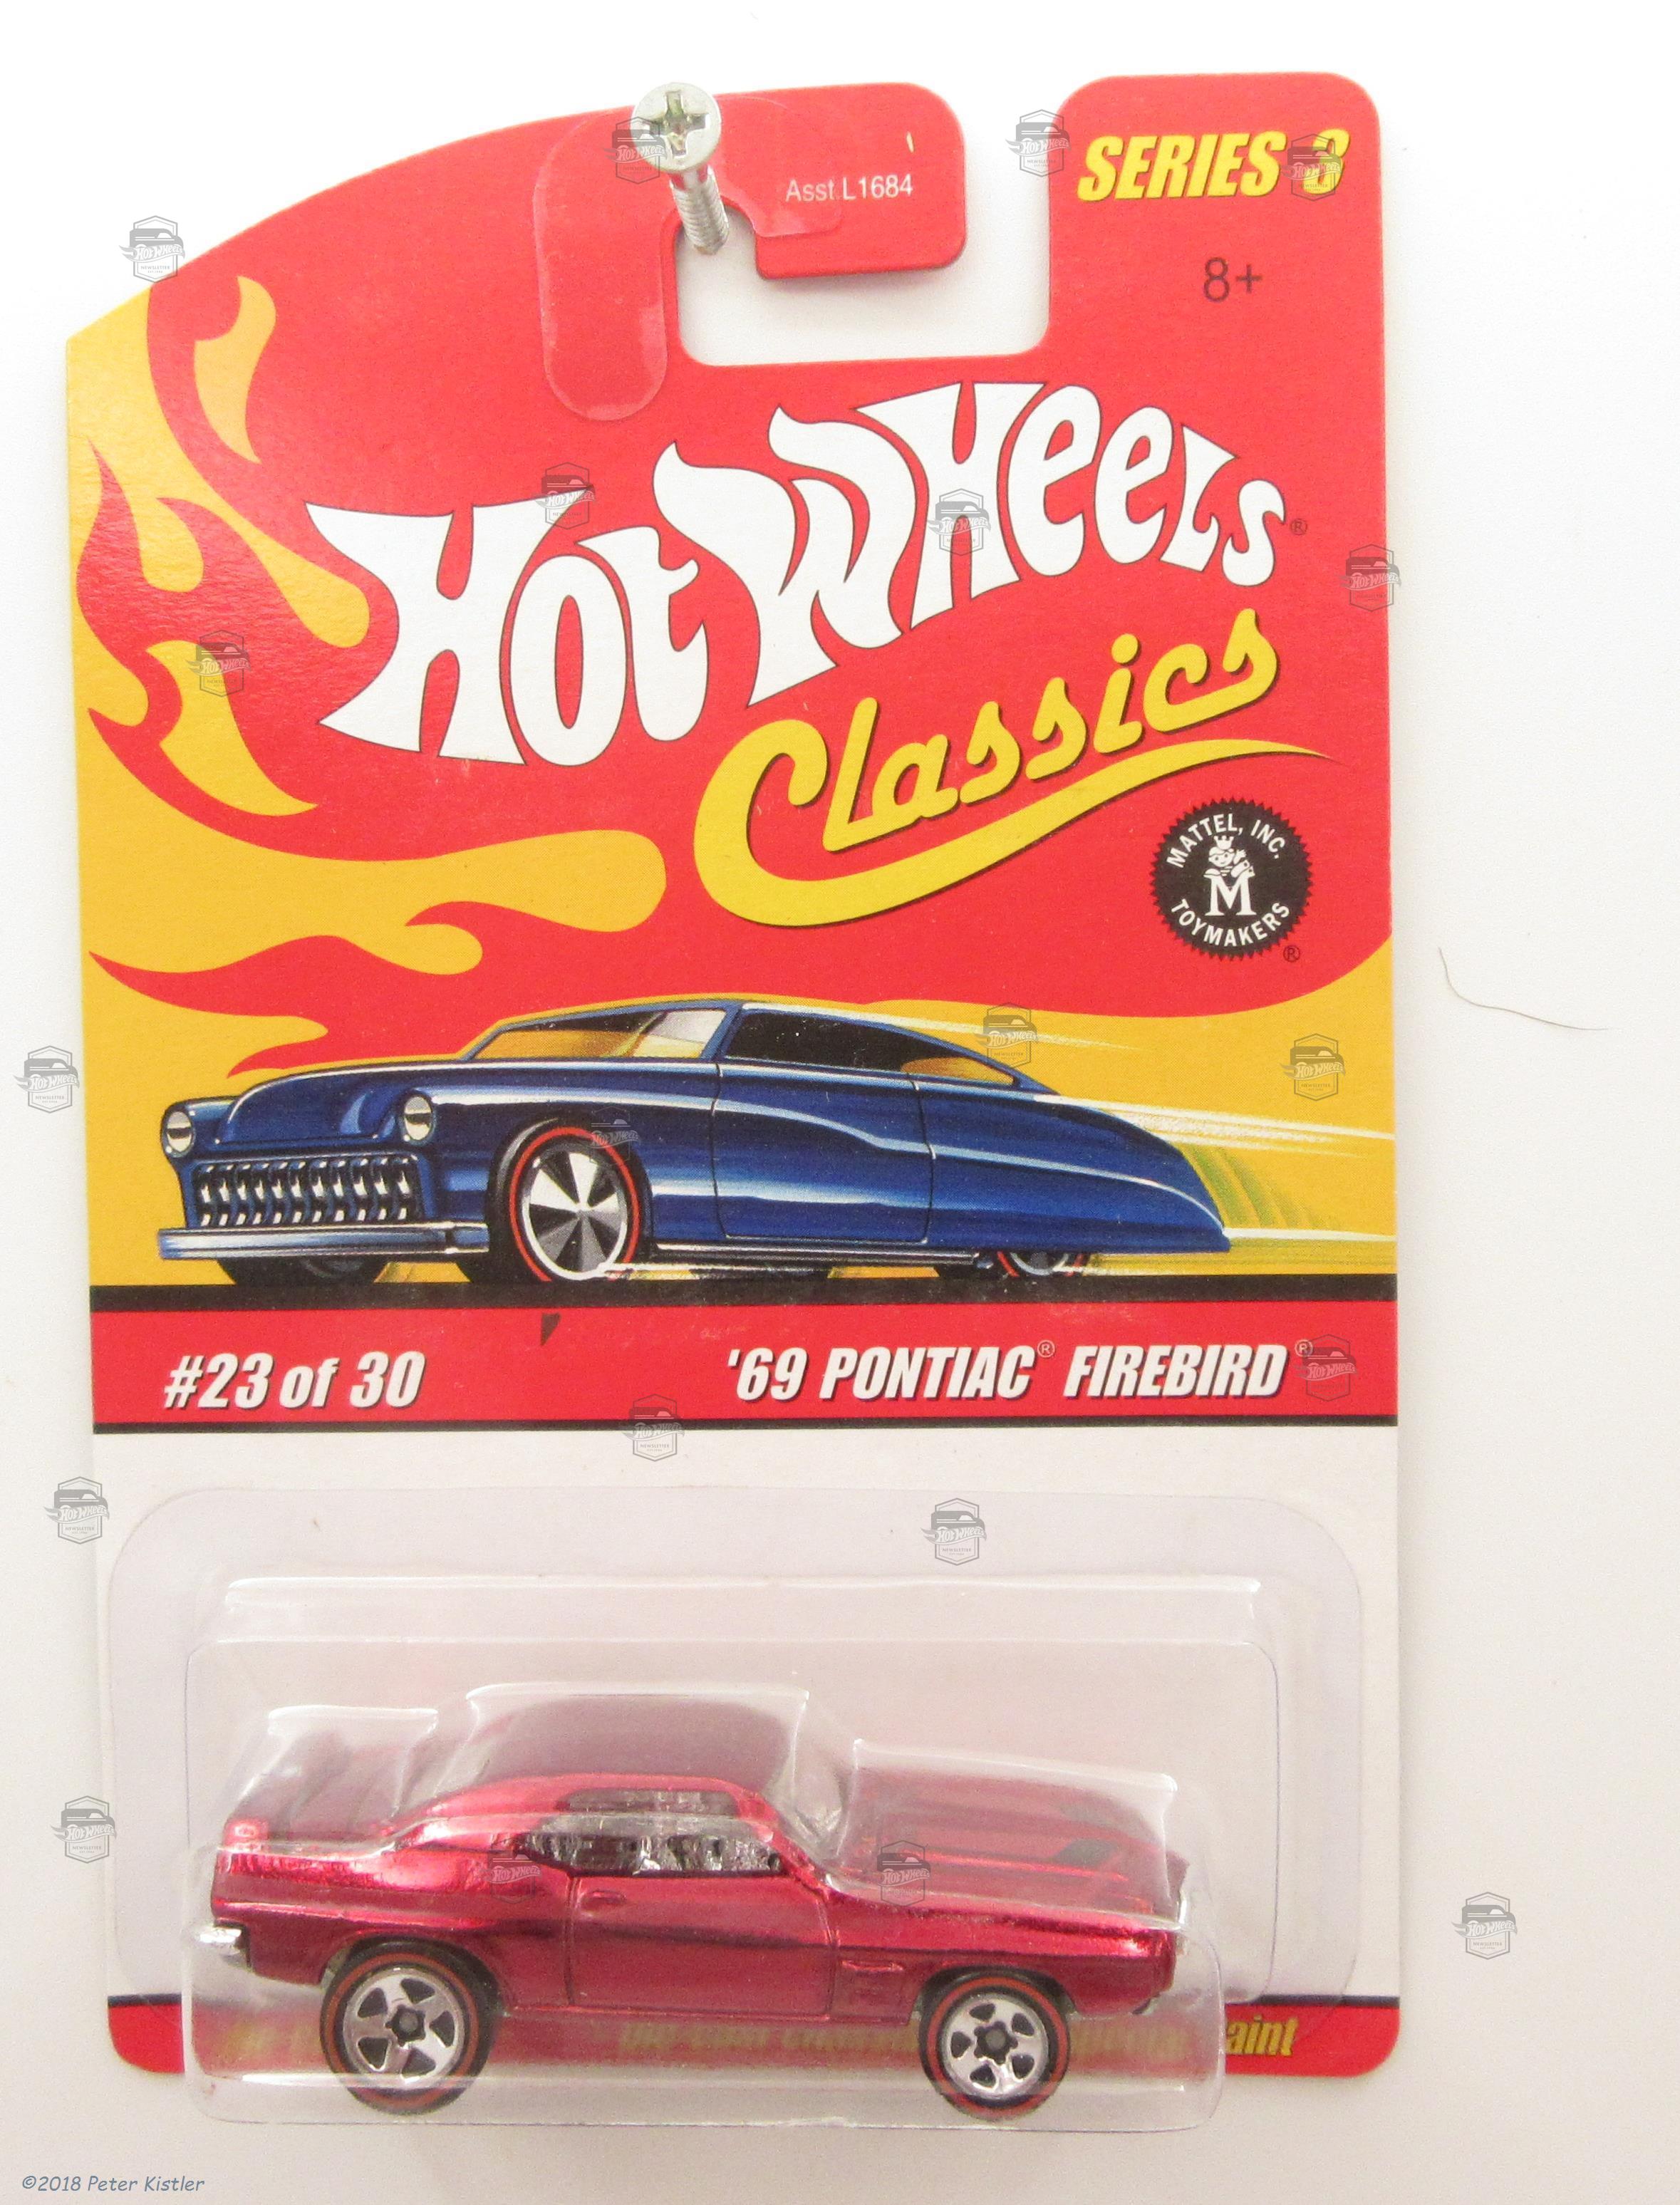 Asst.L1684
SERIES 3
8+
Hot Wheels®
Classics
MATTEL, INC.
M
TOYMAKERS
®
#23 of 30
'69 PONTIAC® FIREBIRD®
aint
©2018 Peter Kistler